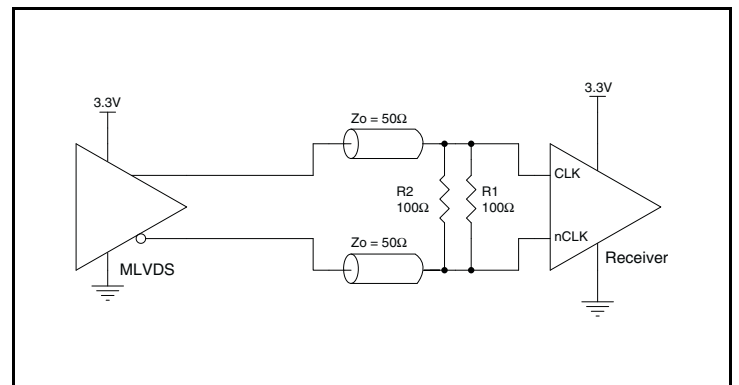 3.3V
3.3V
Zo = 50Ω
CLK
R2
100Ω
R1
100Ω
nCLK
Zo = 50Ω
Receiver
MLVDS